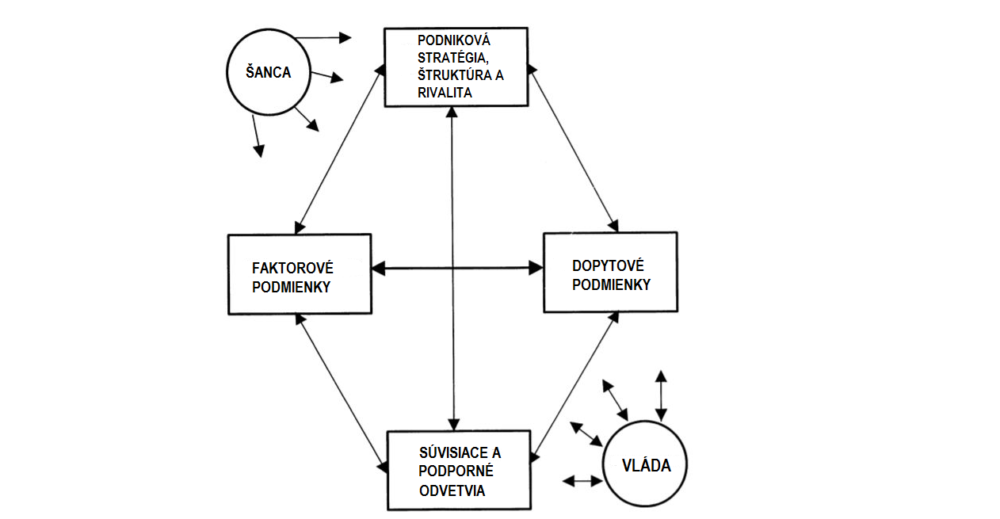 ŠANCA
PODNIKOVÁ
STRATÉGIA,
ŠTRUKTÚRA A
RIVALITA
FAKTOROVÉ
PODMIENKY
DOPYTOVÉ
PODMIENKY
SÚVISIACE A
PODPORNÉ
ODVETVIA
VLÁDA